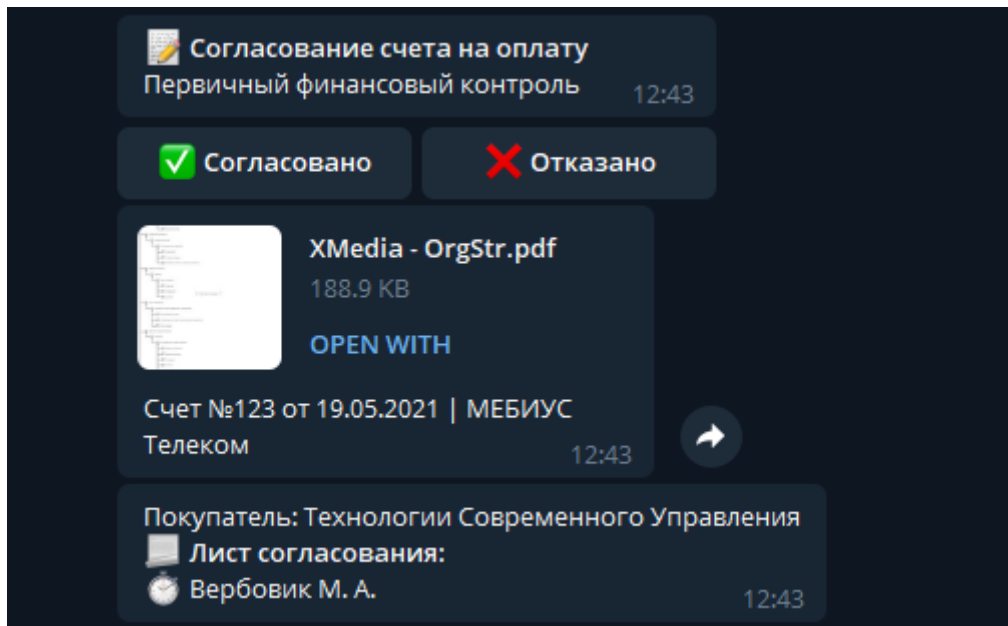 📝 Согласование счета на оплату
Первичный финансовый контроль 12:43
✅ Согласовано ❌ Отказано
XMedia - OrgStr.pdf
188.9 KB
OPEN WITH
Счет №123 от 19.05.2021 | МЕБИУС
Телеком 12:43
Покупатель: Технологии Современного Управления
Лист согласования:
⏱ Вербовик М. А. 12:43